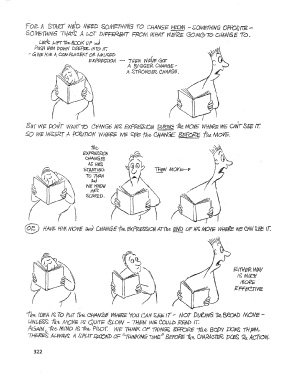 FOR A START WE'D NEED SOMETHING TO CHANGE FROM - SOMETHING OPPOSITE -
SOMETHING THAT'S A LOT DIFFERENT FROM WHAT WE'RE GOING TO CHANGE TO.
LET'S LIFT THE BOOK UP and
PUSH HIM DOWN DEEPER INTO IT.
- GIVE HIM A COMPLACENT OR AMUSED
EXPRESSION - THEN WE'VE GOT
A BIGGER CHANGE -
A STRONGER CHANGE.
BUT WE DON'T WANT TO CHANGE HIS EXPRESSION DURING the MOVE WHERE WE CAN'T SEE IT.
SO WE INSERT A POSITION WHERE WE SEE the CHANGE BEFORE the MOVE.
the
EXPRESSION
CHANGES
AS HE'S
STARTING
TO TURN
and
WE KNOW
HE'S
SCARED.
THEN MOVE
OR HAVE HIM MOVE and CHANGE the EXPRESSION AT the END OF HIS MOVE WHERE WE CAN SEE IT.
EITHER WAY
IS MUCH
MORE
EFFECTIVE
The IDEA IS TO PUT the CHANGE WHERE YOU CAN SEE IT - NOT DURING the BROAD MOVE -
UNLESS the MOVE IS QUITE SLOW - THEN WE COULD READ IT.
AGAIN, the MIND IS the PILOT. WE THINK OF THINGS BEFORE the BODY DOES THEM.
THERE'S ALWAYS A SPLIT SECOND OF "THINKING TIME" BEFORE the CHARACTER DOES the ACTION.
322